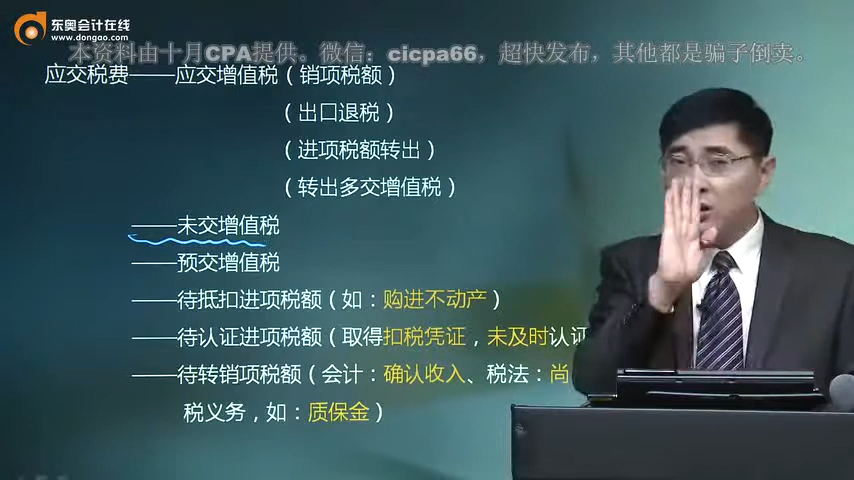 东奥会计在线
www.dongao.com
本资料由十月CPA提供。微信：cicpa66，超快发布，其他都是骗子倒卖。
应交税费——应交增值税（销项税额）
（出口退税）
（进项税额转出）
（转出多交增值税）
——未交增值税
——预交增值税
——待抵扣进项税额（如：购进不动产）
——待认证进项税额（取得扣税凭证，未及时认证
——待转销项税额（会计：确认收入、税法：尚
税义务，如：质保金）